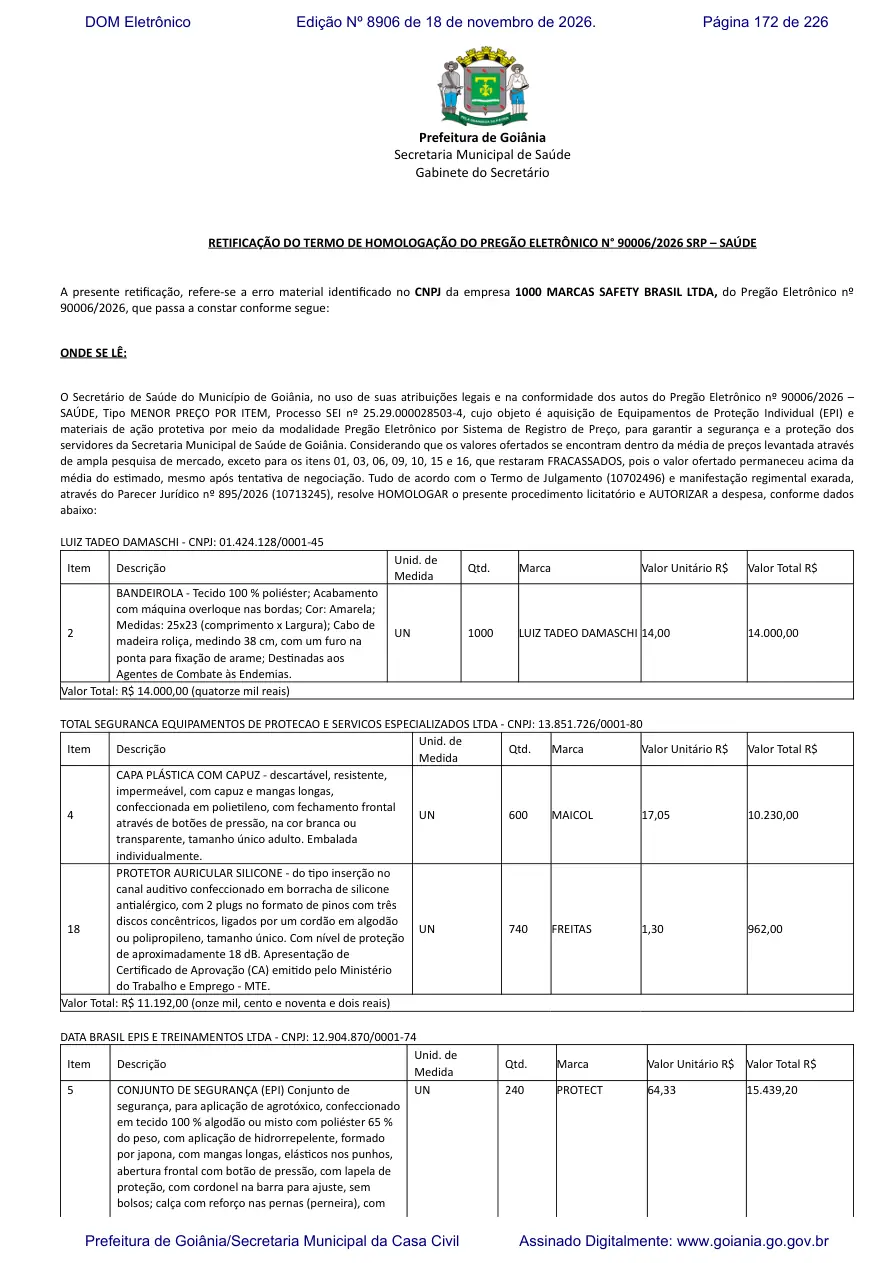 DOM Eletrônico Edição Nº 8906 de 18 de novembro de 2026. Página 172 de 226
Prefeitura de Goiânia
Secretaria Municipal de Saúde
Gabinete do Secretário
RETIFICAÇÃO DO TERMO DE HOMOLOGAÇÃO DO PREGÃO ELETRÔNICO N° 90006/2026 SRP – SAÚDE
A presente retificação, refere-se a erro material identificado no CNPJ da empresa 1000 MARCAS SAFETY BRASIL LTDA, do Pregão Eletrônico nº
90006/2026, que passa a constar conforme segue:
ONDE SE LÊ:
O Secretário de Saúde do Município de Goiânia, no uso de suas atribuições legais e na conformidade dos autos do Pregão Eletrônico nº 90006/2026 –
SAÚDE, Tipo MENOR PREÇO POR ITEM, Processo SEI nº 25.29.000028503-4, cujo objeto é aquisição de Equipamentos de Proteção Individual (EPI) e
materiais de ação protetiva por meio da modalidade Pregão Eletrônico por Sistema de Registro de Preço, para garantir a segurança e a proteção dos
servidores da Secretaria Municipal de Saúde de Goiânia. Considerando que os valores ofertados se encontram dentro da média de preços levantada através
de ampla pesquisa de mercado, exceto para os itens 01, 03, 06, 09, 10, 15 e 16, que restaram FRACASSADOS, pois o valor ofertado permaneceu acima da
média do estimado, mesmo após tentativa de negociação. Tudo de acordo com o Termo de Julgamento (10702496) e manifestação regimental exarada,
através do Parecer Jurídico nº 895/2026 (10713245), resolve HOMOLOGAR o presente procedimento licitatório e AUTORIZAR a despesa, conforme dados
abaixo:
LUIZ TADEO DAMASCHI - CNPJ: 01.424.128/0001-45
Item Descrição Unid. de Medida Qtd. Marca Valor Unitário R$ Valor Total R$
BANDEIROLA - Tecido 100 % poliéster; Acabamento
com máquina overloque nas bordas; Cor: Amarela;
Medidas: 25x23 (comprimento x Largura); Cabo de
2 madeira roliça, medindo 38 cm, com um furo na UN 1000 LUIZ TADEO DAMASCHI 14,00 14.000,00
ponta para fixação de arame; Destinadas aos
Agentes de Combate às Endemias.
Valor Total: R$ 14.000,00 (quatorze mil reais)
TOTAL SEGURANCA EQUIPAMENTOS DE PROTECAO E SERVICOS ESPECIALIZADOS LTDA - CNPJ: 13.851.726/0001-80
Item Descrição Unid. de Medida Qtd. Marca Valor Unitário R$ Valor Total R$
CAPA PLÁSTICA COM CAPUZ - descartável, resistente,
impermeável, com capuz e mangas longas,
confeccionada em polietileno, com fechamento frontal
4 através de botões de pressão, na cor branca ou UN 600 MAICOL 17,05 10.230,00
transparente, tamanho único adulto. Embalada
individualmente.
PROTETOR AURICULAR SILICONE - do tipo inserção no
canal auditivo confeccionado em borracha de silicone
antialérgico, com 2 plugs no formato de pinos com três
discos concêntricos, ligados por um cordão em algodão
18 ou polipropileno, tamanho único. Com nível de proteção UN 740 FREITAS 1,30 962,00
de aproximadamente 18 dB. Apresentação de
Certificado de Aprovação (CA) emitido pelo Ministério
do Trabalho e Emprego - MTE.
Valor Total: R$ 11.192,00 (onze mil, cento e noventa e dois reais)
DATA BRASIL EPIS E TREINAMENTOS LTDA - CNPJ: 12.904.870/0001-74
Item Descrição Unid. de Medida Qtd. Marca Valor Unitário R$ Valor Total R$
5 CONJUNTO DE SEGURANÇA (EPI) Conjunto de UN 240 PROTECT 64,33 15.439,20
segurança, para aplicação de agrotóxico, confeccionado
em tecido 100 % algodão ou misto com poliéster 65 %
do peso, com aplicação de hidrorrepelente, formado
por japona, com mangas longas, elásticos nos punhos,
abertura frontal com botão de pressão, com lapela de
proteção, com cordonel na barra para ajuste, sem
bolsos; calça com reforço nas pernas (perneira), com
Prefeitura de Goiânia/Secretaria Municipal da Casa Civil Assinado Digitalmente: www.goiania.go.gov.br